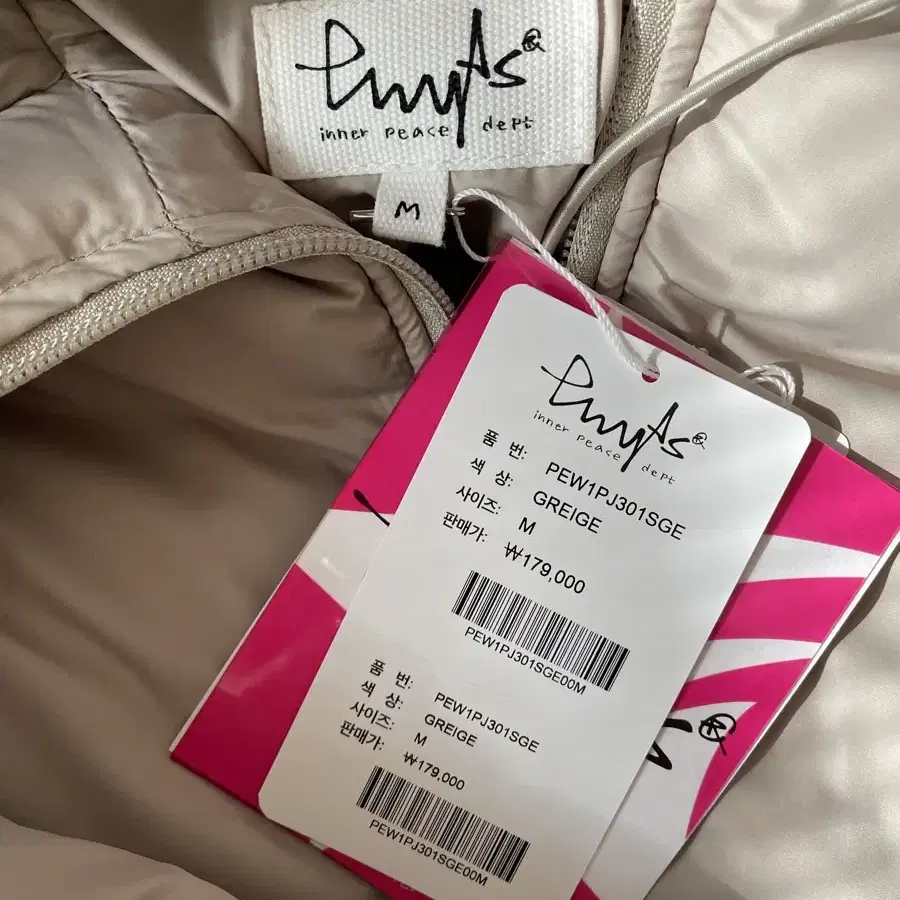 inner peace dept
M
inner peace dept
품 번: PEW1PJ301SGE
색 상: GREIGE
사이즈: M
판매가: ₩179,000
PEW1PJ301SGE00M
품 번: PEW1PJ301SGE
색 상: GREIGE
사이즈: M
판매가: ₩179,000
PEW1PJ301SGE00M